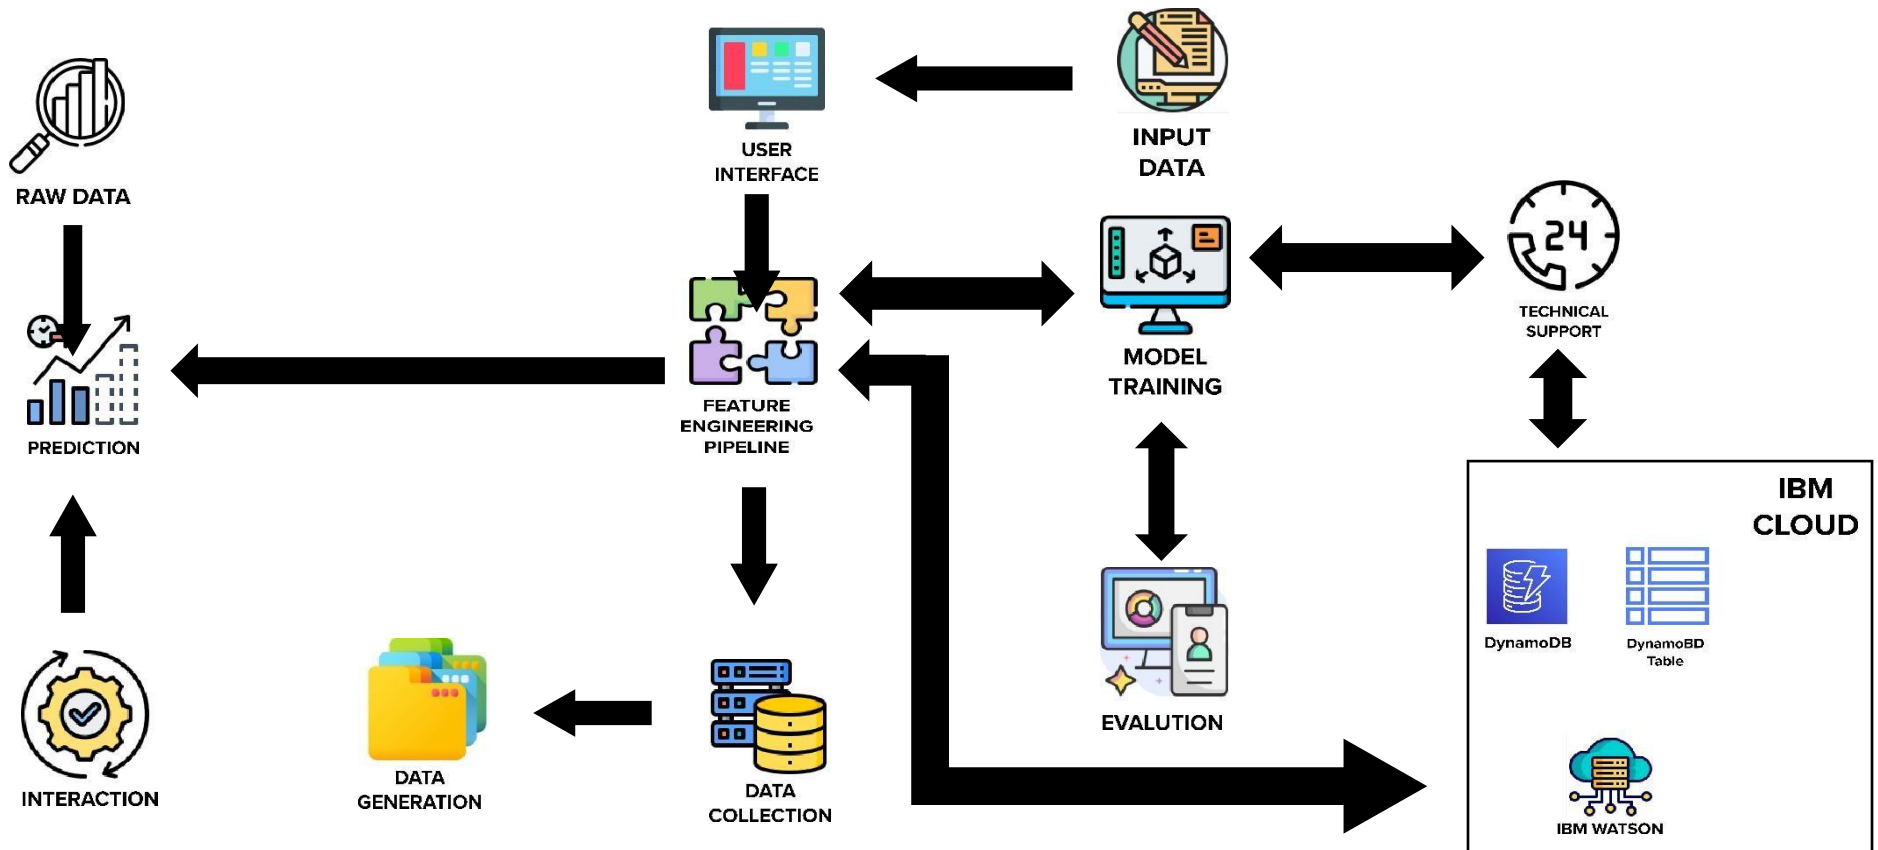 INPUT
DATA
USER
INTERFACE
RAW DATA
24
TECHNICAL
SUPPORT
MODEL
TRAINING
FEATURE
ENGINEERING
PIPELINE
PREDICTION
IBM
CLOUD
DynamoDB
DynamoBD
Table
EVALUTION
DATA
GENERATION
DATA
COLLECTION
INTERACTION
IBM WATSON